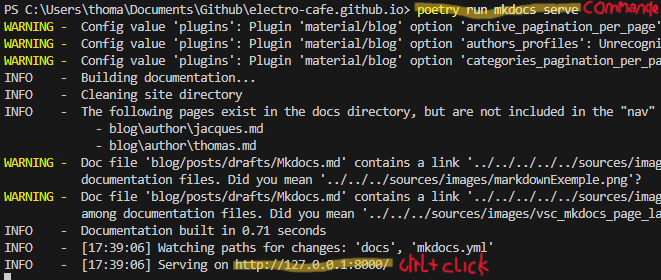 PS C:\Users\thoma\Documents\Github\electro-cafe.github.io> poetry run mkdocs serve commande
WARNING - Config value 'plugins': Plugin 'material/blog' option 'archive_pagination_per_page'
WARNING - Config value 'plugins': Plugin 'material/blog' option 'authors_profiles': Unrecogni
WARNING - Config value 'plugins': Plugin 'material/blog' option 'categories_pagination_per_pa
INFO - Building documentation...
INFO - Cleaning site directory
INFO - The following pages exist in the docs directory, but are not included in the "nav"
- blog\author\jacques.md
- blog\author\thomas.md
WARNING - Doc file 'blog/posts/drafts/Mkdocs.md' contains a link '../../../../../sources/imag
documentation files. Did you mean '../../../sources/images/markdownExemple.png'?
WARNING - Doc file 'blog/posts/drafts/Mkdocs.md' contains a link '../../../../../sources/imag
among documentation files. Did you mean '../../../sources/images/vsc_mkdocs_page_la
INFO - Documentation built in 0.71 seconds
INFO - [17:39:06] Watching paths for changes: 'docs', 'mkdocs.yml'
INFO - [17:39:06] Serving on http://127.0.0.1:8000/ ctrl+click